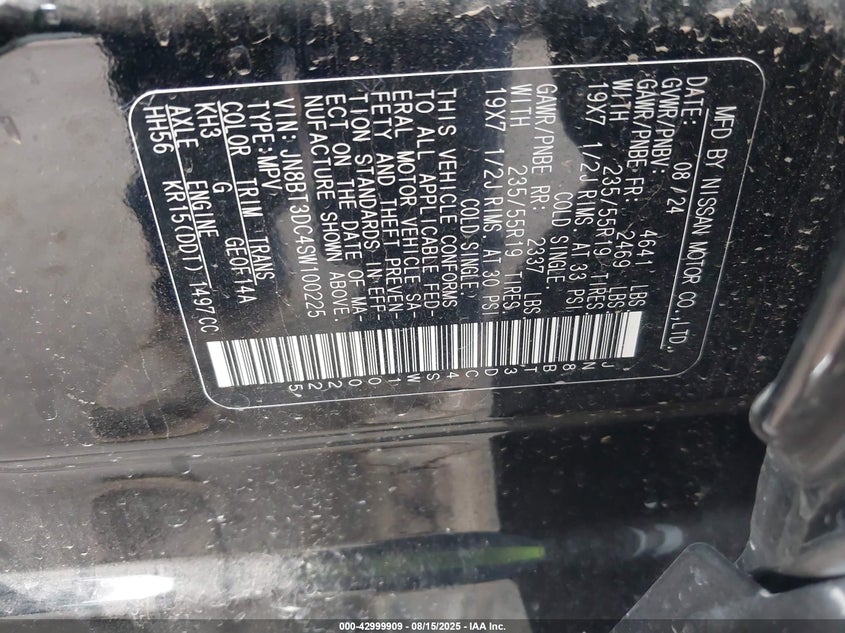 MFD BY NISSAN MOTOR CO.,LTD.
DATE: 08/24
GVWR/PNBV: 4641 LBS
GAWR/PNBE FR: 2469 LBS
WITH 235/55R19 TIRES
19X7 1/2J RIMS AT 33 PSI
COLD SINGLE
GAWR/PNBE RR: 2337 LBS
WITH 235/55R19 TIRES,
19X7 1/2J RIMS AT 30 PSI
COLD SINGLE,
THIS VEHICLE CONFORMS
TO ALL APPLICABLE FED-
ERAL MOTOR VEHICLE SA-
FETY AND THEFT PREVEN-
TION STANDARDS IN EFF-
ECT ON THE DATE OF MA-
NUFACTURE SHOWN ABOVE
VIN: JN8BT3DC4SW100225
TYPE: MPV
COLOR TRIM TRANS
KH3 G GE0F14A
AXLE ENGINE
HH56 KR15(DDT) 1497CC
JN8BT3DC4SW100225
000-42999909 - 08/15/2025 - IAA Inc.